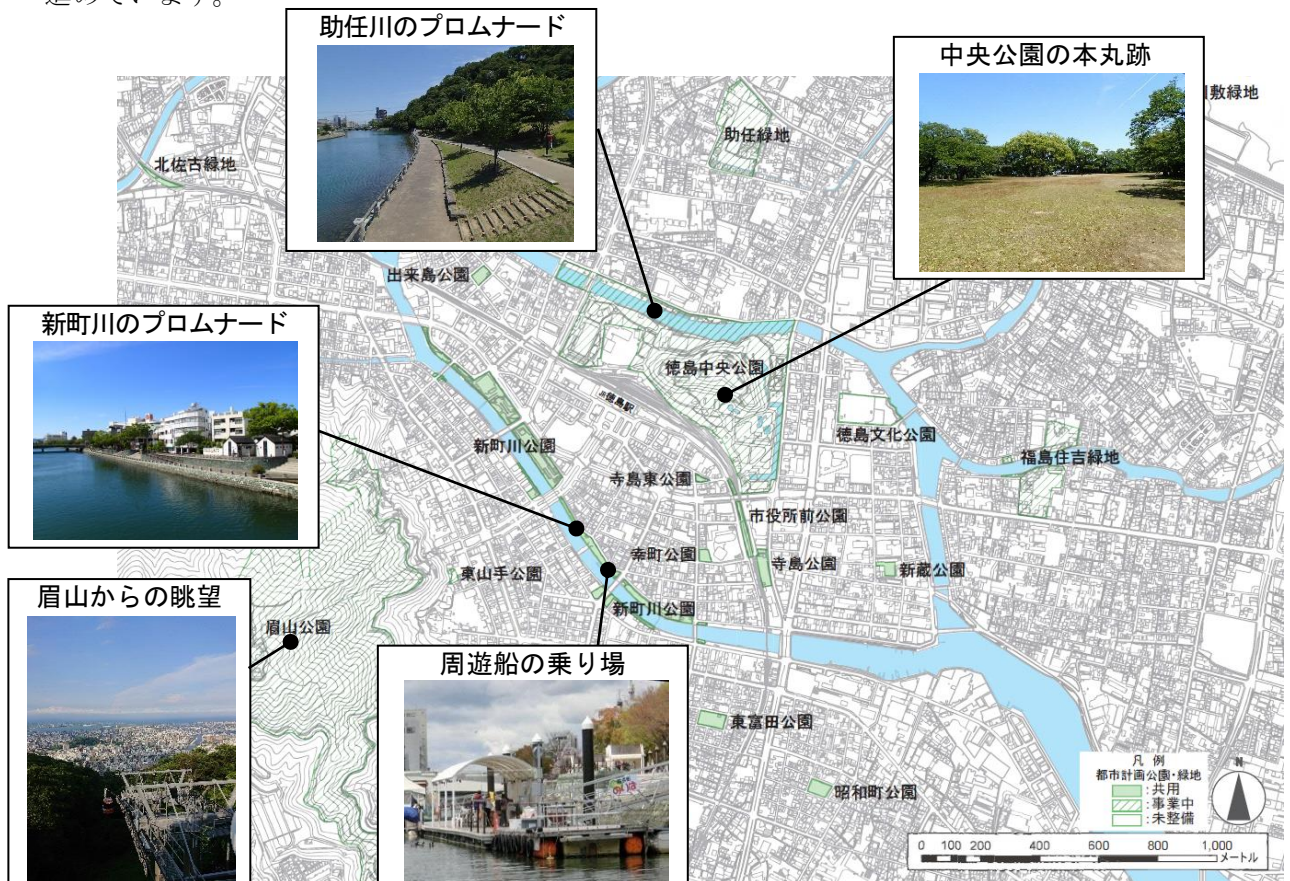 進めています。
助任川のプロムナード
中央公園の本丸跡
敷緑地
助任緑地
北佐古緑地
出来島公園
新町川のプロムナード
徳島中央公園
JR徳島駅
徳島文化公園
新町川公園
福島住吉緑地
寺島東公園
市役所前公園
幸町公園
寺島公園
新蔵公園
東山手公園
眉山からの眺望
新町川公園
眉山公園
周遊船の乗り場
東富田公園
昭和町公園
凡 例
都市計画公園・緑地
:共用
:事業中
:未整備
N
0 100 200 400 600 800 1,000
メートル